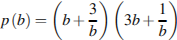 p(b) = (b + 3/b)(3b + 1/b)